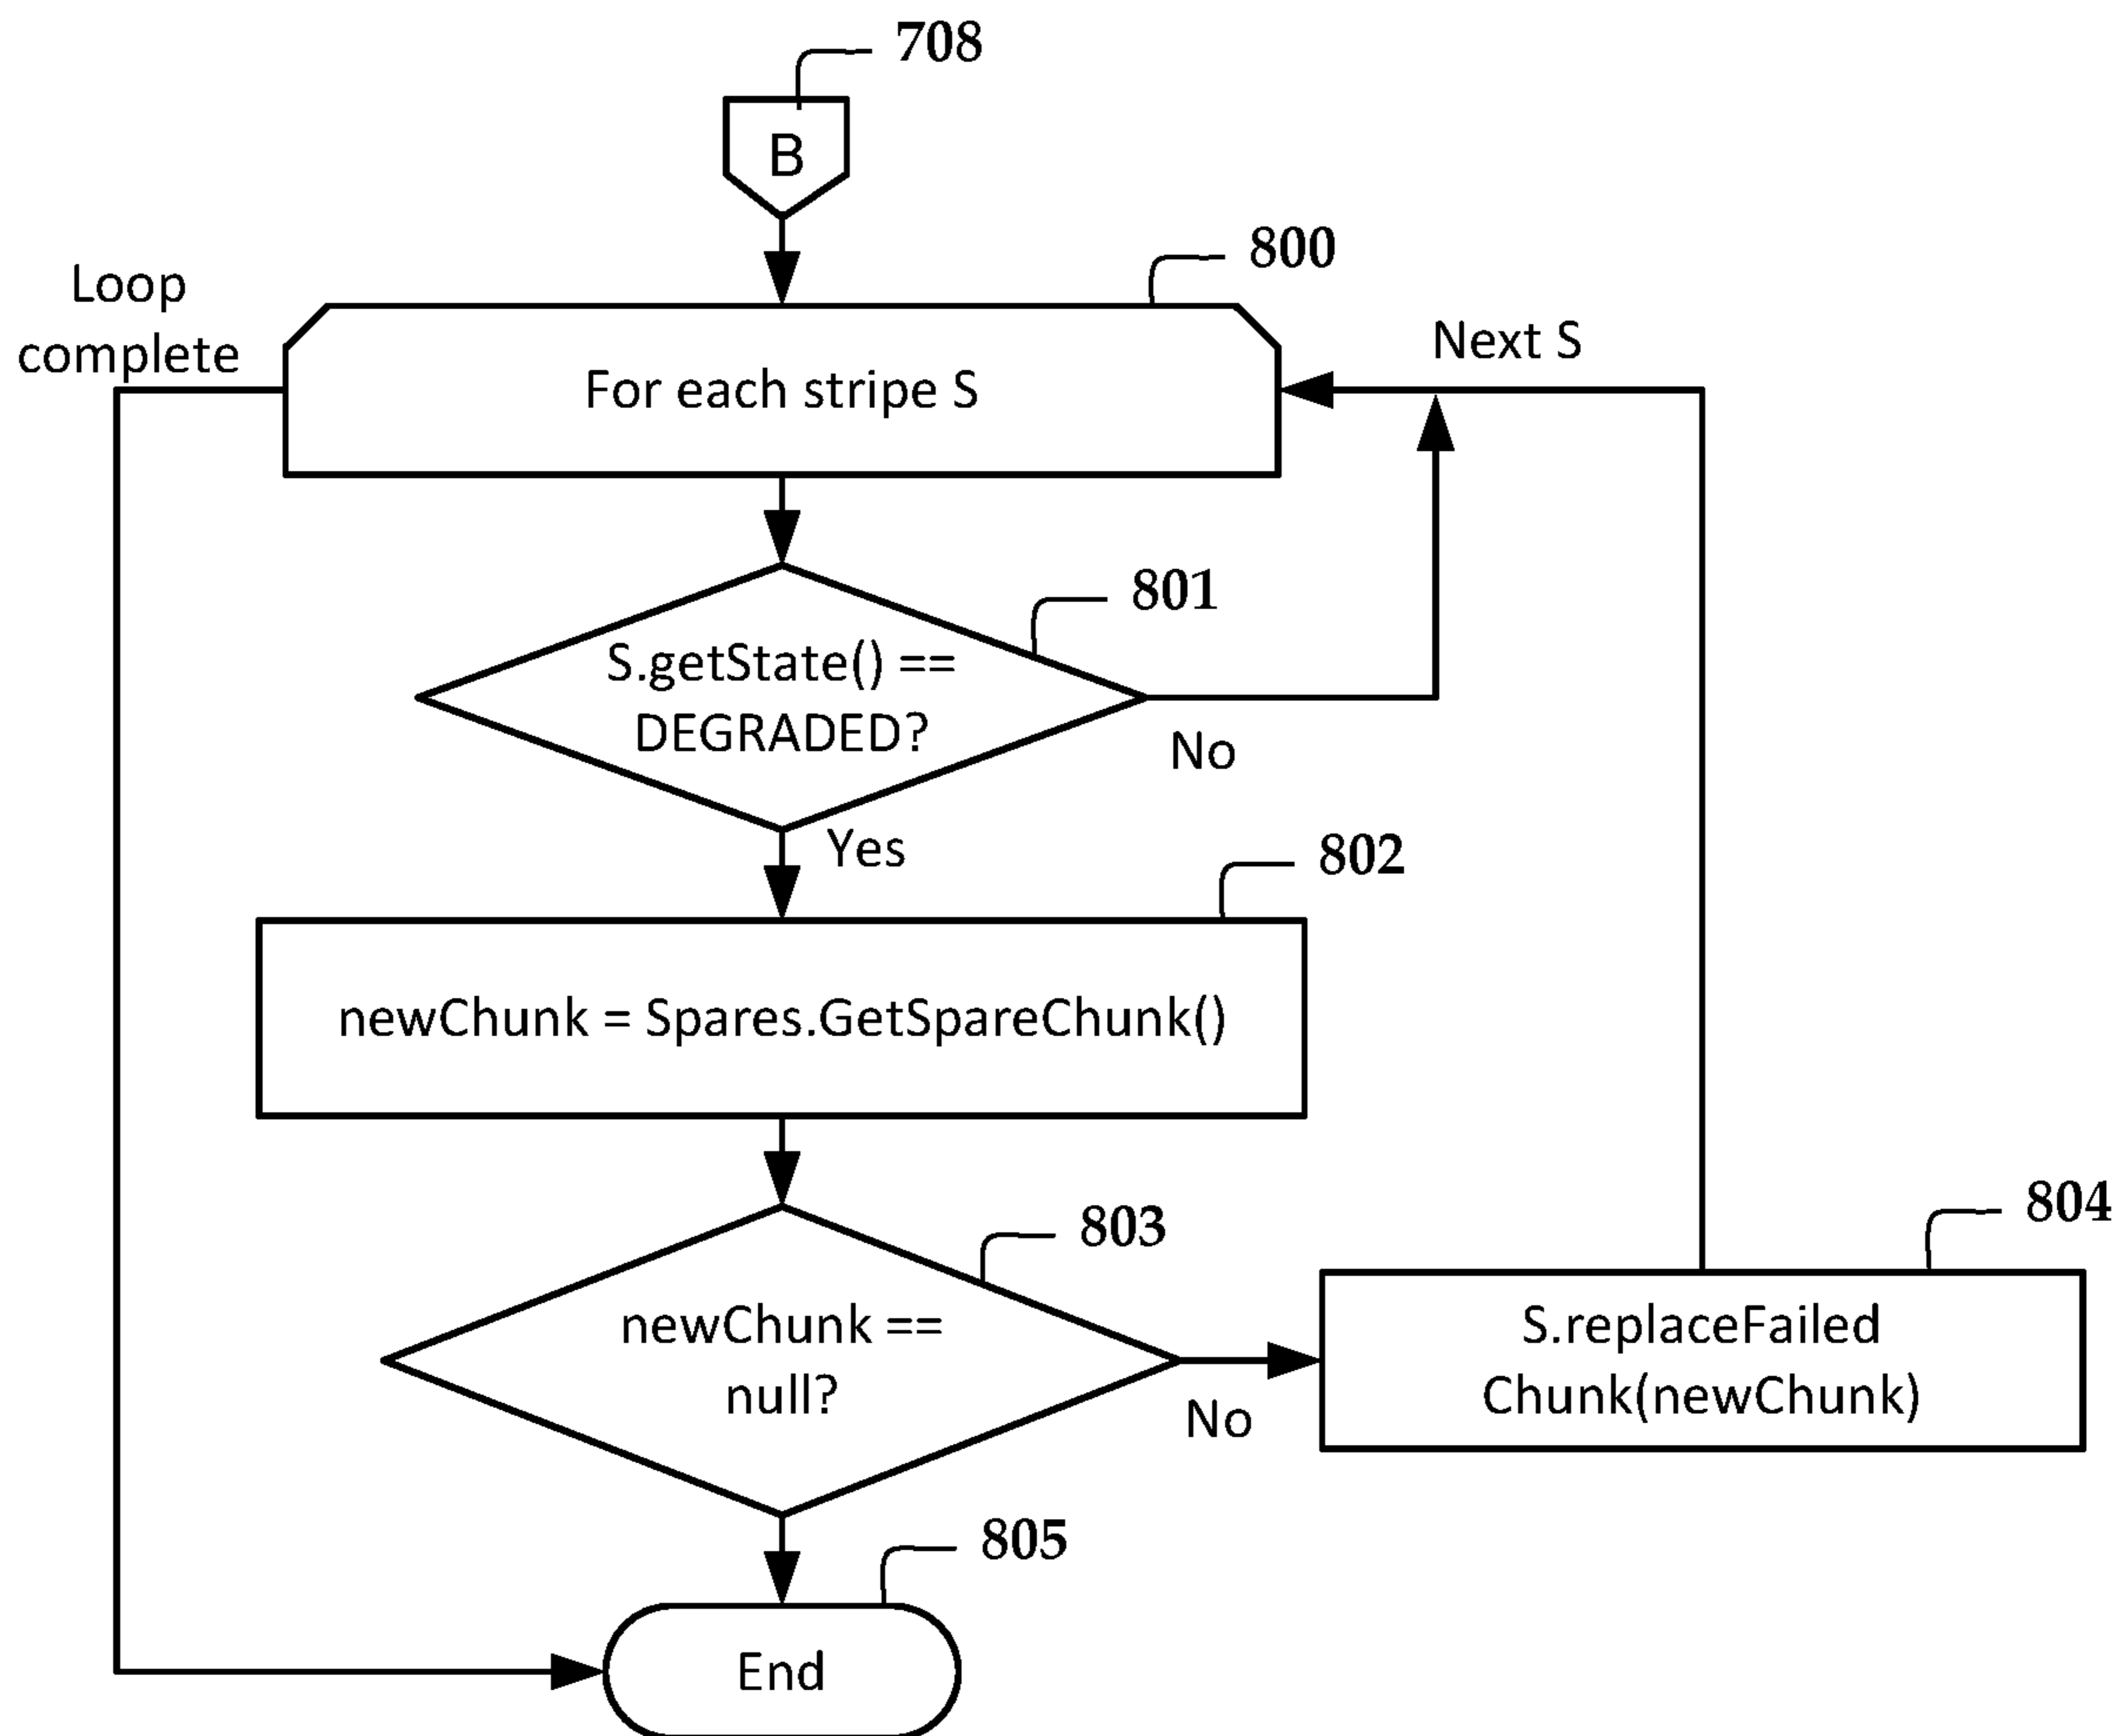 708
B
800
Loop
complete
Next S
For each stripe S
801
S.getState() ==
DEGRADED?
No
Yes
802
newChunk = Spares.GetSpareChunk()
803
804
newChunk ==
null?
S.replaceFailed
Chunk(newChunk)
No
805
End